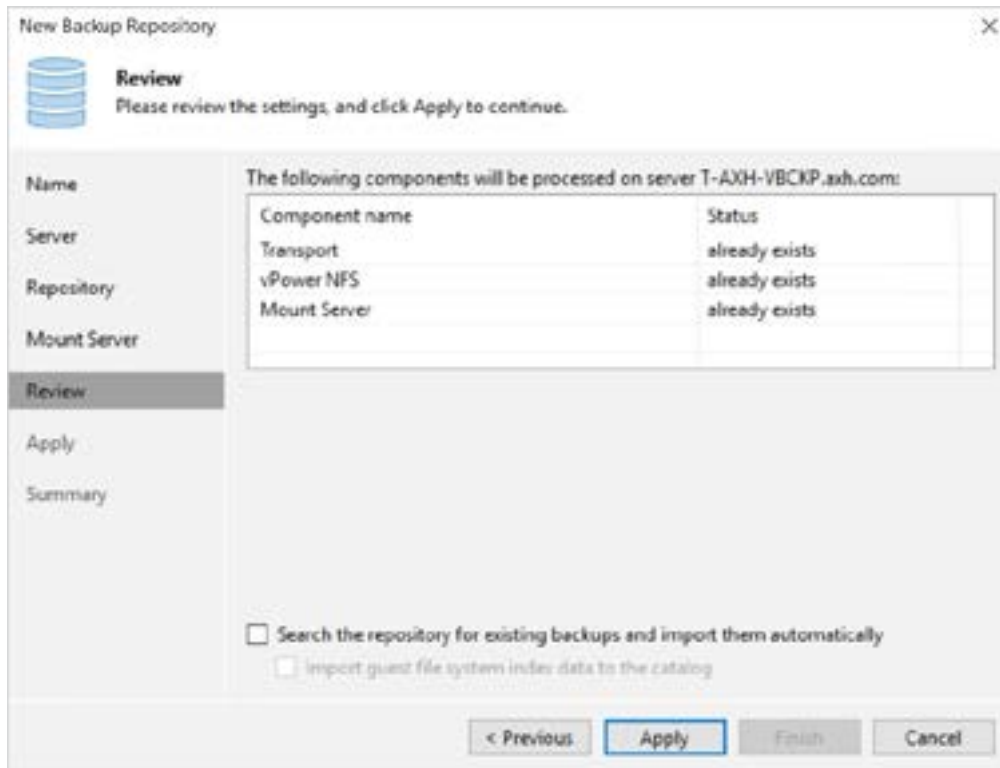 New Backup Repository
Review
Please review the settings, and click Apply to continue.
Name
Server
Repository
Mount Server
Review
Apply
Summary
The following components will be processed on server T-AXH-VBCKP.axh.com:
Component name Status
Transport already exists
vPower NFS already exists
Mount Server already exists
Search the repository for existing backups and import them automatically
Import guest file system index data to the catalog
< Previous Apply Finish Cancel